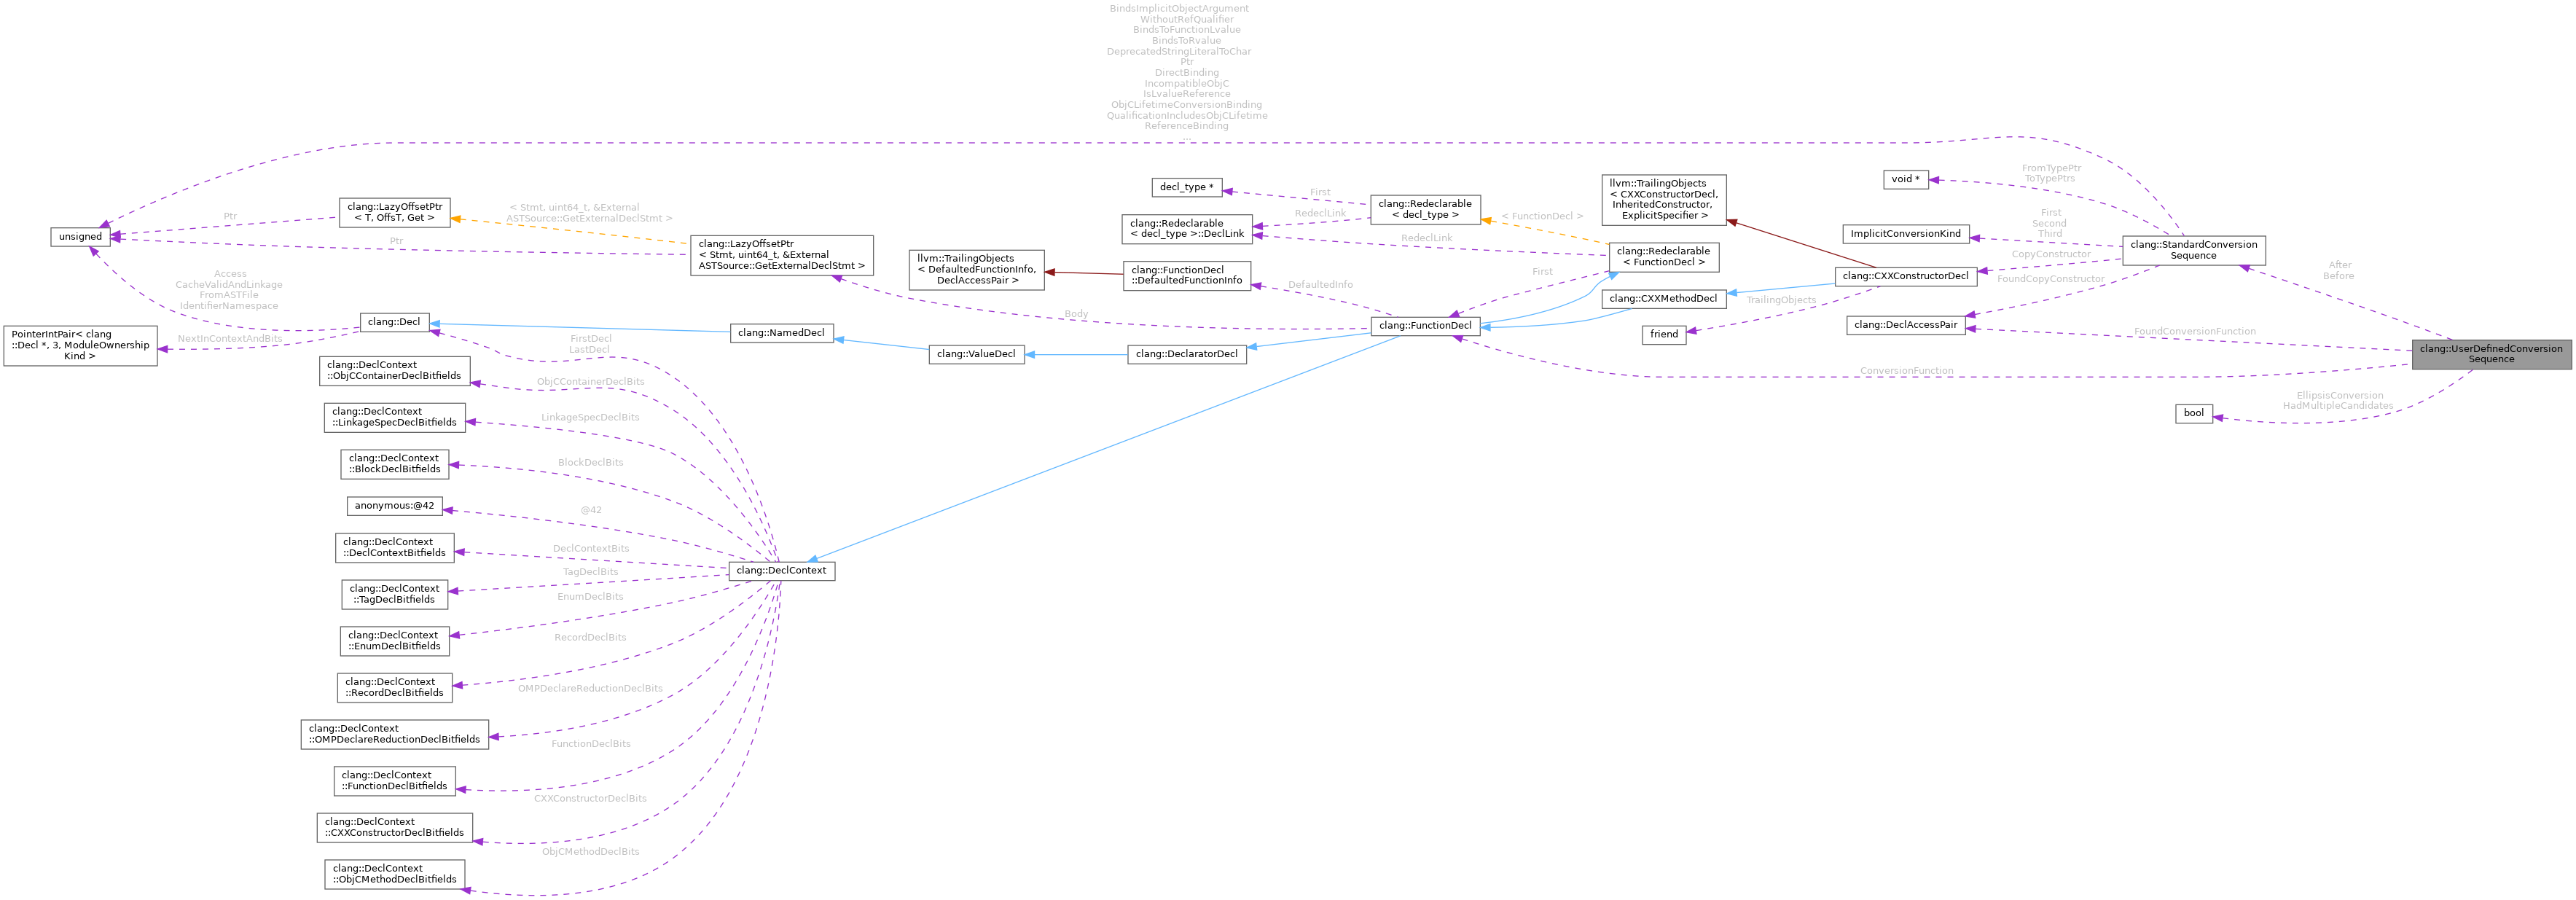 BindsImplicitObjectArgument
WithoutRefQualifier
BindsToFunctionLvalue
BindsToRvalue
DeprecatedStringLiteralToChar
Ptr
DirectBinding
IncompatibleObjC
IsLvalueReference
ObjCLifetimeConversionBinding
QualificationIncludesObjCLifetime
ReferenceBinding
...
unsigned
Ptr
clang::LazyOffsetPtr
< T, OffsT, Get >
< Stmt, uint64_t, &External
ASTSource::GetExternalDeclStmt >
Ptr
clang::LazyOffsetPtr
< Stmt, uint64_t, &External
ASTSource::GetExternalDeclStmt >
Access
CacheValidAndLinkage
FromASTFile
IdentifierNamespace
PointerIntPair< clang
::Decl *, 3, ModuleOwnership
Kind >
NextInContextAndBits
clang::Decl
clang::NamedDecl
clang::ValueDecl
clang::DeclaratorDecl
Body
llvm::TrailingObjects
< DefaultedFunctionInfo,
DeclAccessPair >
clang::FunctionDecl
::DefaultedFunctionInfo
DefaultedInfo
clang::FunctionDecl
decl_type *
First
clang::Redeclarable
< decl_type >::DeclLink
RedeclLink
clang::Redeclarable
< decl_type >
< FunctionDecl >
RedeclLink
clang::Redeclarable
< FunctionDecl >
First
llvm::TrailingObjects
< CXXConstructorDecl,
InheritedConstructor,
ExplicitSpecifier >
clang::CXXMethodDecl
friend
TrailingObjects
clang::CXXConstructorDecl
void *
FromTypePtr
ToTypePtrs
ImplicitConversionKind
First
Second
Third
CopyConstructor
FoundCopyConstructor
clang::DeclAccessPair
clang::StandardConversion
Sequence
After
Before
FoundConversionFunction
clang::UserDefinedConversion
Sequence
ConversionFunction
bool
EllipsisConversion
HadMultipleCandidates
FirstDecl
LastDecl
clang::DeclContext
::ObjCContainerDeclBitfields
ObjCContainerDeclBits
clang::DeclContext
::LinkageSpecDeclBitfields
LinkageSpecDeclBits
clang::DeclContext
::BlockDeclBitfields
BlockDeclBits
anonymous:@42
@42
clang::DeclContext
::DeclContextBitfields
DeclContextBits
clang::DeclContext
clang::DeclContext
::TagDeclBitfields
TagDeclBits
clang::DeclContext
::EnumDeclBitfields
EnumDeclBits
clang::DeclContext
::RecordDeclBitfields
RecordDeclBits
clang::DeclContext
::OMPDeclareReductionDeclBitfields
OMPDeclareReductionDeclBits
clang::DeclContext
::FunctionDeclBitfields
FunctionDeclBits
clang::DeclContext
::CXXConstructorDeclBitfields
CXXConstructorDeclBits
clang::DeclContext
::ObjCMethodDeclBitfields
ObjCMethodDeclBits